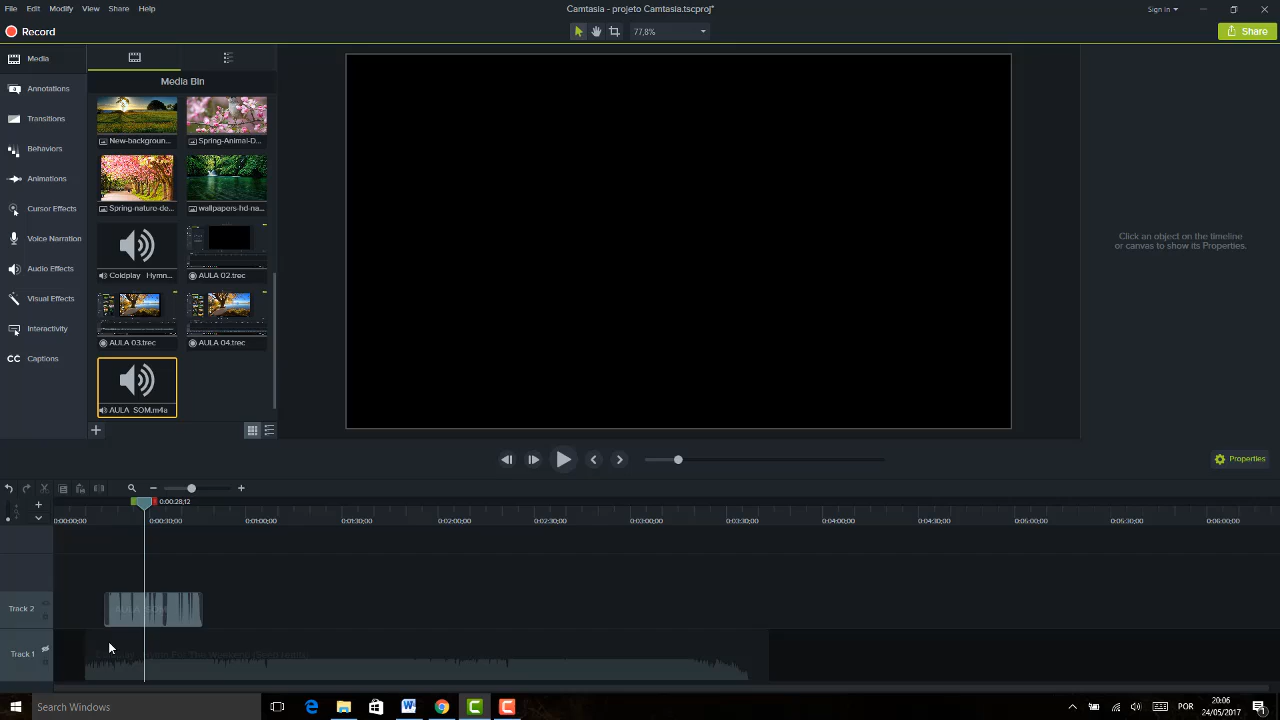 File Edit Modify View Share Help
Camtasia - projeto Camtasia.tscproj*
Sign in
Record
77,8%
Share
Media
Annotations
Transitions
Behaviors
Animations
Cursor Effects
Voice Narration
Audio Effects
Visual Effects
Interactivity
CC Captions
Media Bin
New-backgroun...
Spring-Animal-D...
Spring-nature-de...
wallpapers-hd-na...
Coldplay Hymn...
AULA 02.trec
AULA 03.trec
AULA 04.trec
AULA SOM.m4a
Click an object on the timeline
or canvas to show its Properties.
Properties
0:00:28;12
0:00:00;00 0:00:30;00 0:01:00;00 0:01:30;00 0:02:00;00 0:02:30;00 0:03:00;00 0:03:30;00 0:04:00;00 0:04:30;00 0:05:00;00 0:05:30;00 0:06:00;00
Track 2
AULA SOM
Track 1
For The Weekend
Search Windows
POR
20:06
24/05/2017